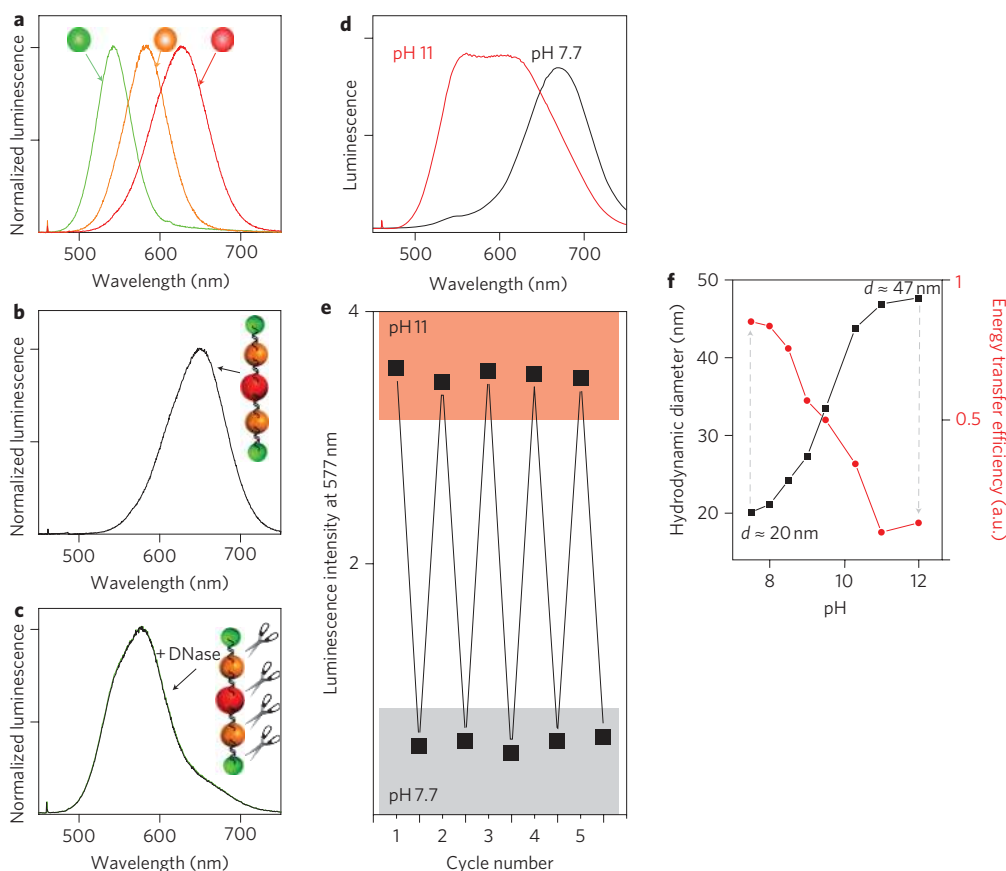 a
Normalized luminescence
500 600 700
Wavelength (nm)
b
Normalized luminescence
500 600 700
Wavelength (nm)
c
+ DNase
Normalized luminescence
500 600 700
Wavelength (nm)
d
pH 11
pH 7.7
Luminescence
500 600 700
Wavelength (nm)
e
4
pH 11
2
pH 7.7
Luminescence intensity at 577 nm
1 2 3 4 5
Cycle number
f
50
40
30
20
Hydrodynamic diameter (nm)
d ≈ 47 nm
d ≈ 20 nm
1
0.5
Energy transfer efficiency (a.u.)
8 10 12
pH